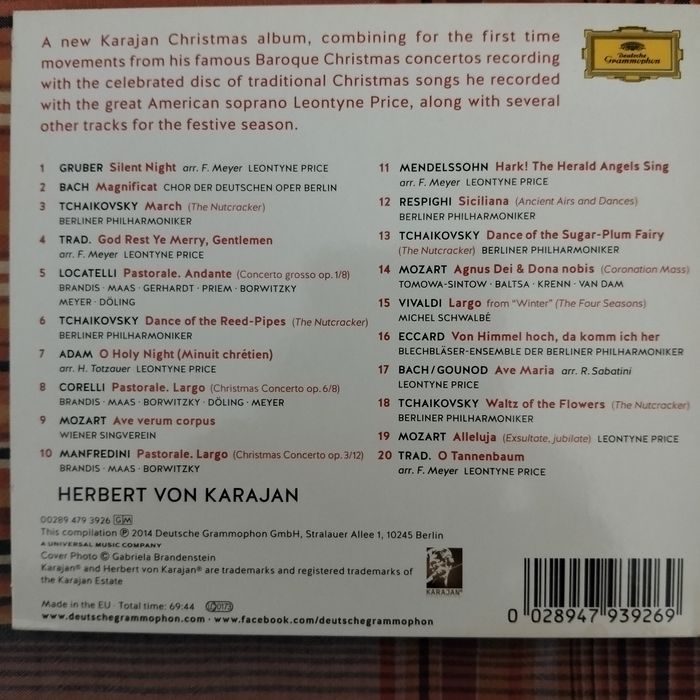 A new Karajan Christmas album, combining for the first time
movements from his famous Baroque Christmas concertos recording
with the celebrated disc of traditional Christmas songs he recorded
with the great American soprano Leontyne Price, along with several
other tracks for the festive season.
Deutsche
Grammophon
1 GRUBER Silent Night arr. F. Meyer LEONTYNE PRICE
2 BACH Magnificat CHOR DER DEUTSCHEN OPER BERLIN
3 TCHAIKOVSKY March (The Nutcracker)
BERLINER PHILHARMONIKER
4 TRAD. God Rest Ye Merry, Gentlemen
arr. F. Meyer LEONTYNE PRICE
5 LOCATELLI Pastorale. Andante (Concerto grosso op. 1/8)
BRANDIS · MAAS · GERHARDT · PRIEM · BORWITZKY
MEYER · DÖLING
6 TCHAIKOVSKY Dance of the Reed-Pipes (The Nutcracker)
BERLINER PHILHARMONIKER
7 ADAM O Holy Night (Minuit chrétien)
arr. H. Totzauer LEONTYNE PRICE
8 CORELLI Pastorale. Largo (Christmas Concerto op. 6/8)
BRANDIS · MAAS · BORWITZKY · DÖLING · MEYER
9 MOZART Ave verum corpus
WIENER SINGVEREIN
10 MANFREDINI Pastorale. Largo (Christmas Concerto op. 3/12)
BRANDIS · MAAS · BORWITZKY
11 MENDELSSOHN Hark! The Herald Angels Sing
arr. F. Meyer LEONTYNE PRICE
12 RESPIGHI Siciliana (Ancient Airs and Dances)
BERLINER PHILHARMONIKER
13 TCHAIKOVSKY Dance of the Sugar-Plum Fairy
(The Nutcracker) BERLINER PHILHARMONIKER
14 MOZART Agnus Dei & Dona nobis (Coronation Mass)
TOMOWA-SINTOW · BALTSA · KRENN · VAN DAM
15 VIVALDI Largo from "Winter" (The Four Seasons)
MICHEL SCHWALBÉ
16 ECCARD Von Himmel hoch, da komm ich her
BLECHBLÄSER-ENSEMBLE DER BERLINER PHILHARMONIKER
17 BACH/GOUNOD Ave Maria arr. R. Sabatini
LEONTYNE PRICE
18 TCHAIKOVSKY Waltz of the Flowers (The Nutcracker)
BERLINER PHILHARMONIKER
19 MOZART Alleluja (Exsultate, jubilate) LEONTYNE PRICE
20 TRAD. O Tannenbaum
arr. F. Meyer LEONTYNE PRICE
HERBERT VON KARAJAN
00289 479 3926 GM
This compilation ℗ 2014 Deutsche Grammophon GmbH, Stralauer Allee 1, 10245 Berlin
A UNIVERSAL MUSIC COMPANY
Cover Photo © Gabriela Brandenstein
Karajan® and Herbert von Karajan® are trademarks and registered trademarks of
the Karajan Estate
KARAJAN®
Made in the EU · Total time: 69:44 LC 0173
www.deutschegrammophon.com · www.facebook.com/deutschegrammophon
0 028947 939269